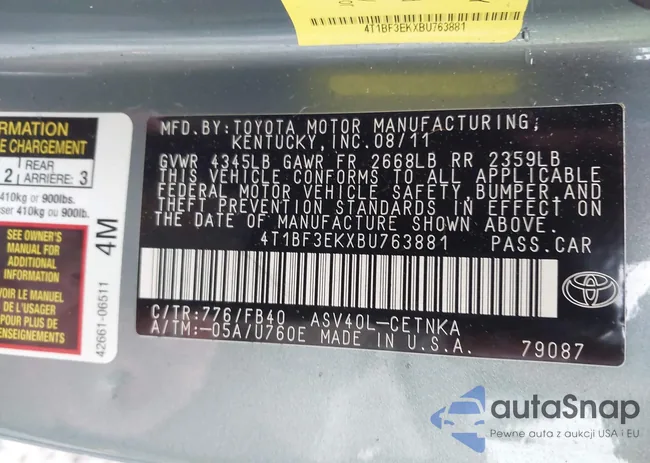 4T1BF3EKXBU763881
MFD.BY:TOYOTA MOTOR MANUFACTURING,
KENTUCKY,INC.08/11
GVWR 4345LB GAWR FR 2668LB RR 2359LB
THIS VEHICLE CONFORMS TO ALL APPLICABLE
FEDERAL MOTOR VEHICLE SAFETY,BUMPER,AND
THEFT PREVENTION STANDARDS IN EFFECT ON
THE DATE OF MANUFACTURE SHOWN ABOVE.
4T1BF3EKXBU763881 PASS.CAR
C/TR:776/FB40 ASV40L-CETNKA
A/TM:-05A/U760E MADE IN U.S.A. 79087
REAR
2 ARRIÈRE: 3
410kg or 900lbs.
410kg ou 900lb.
SEE OWNER'S
MANUAL FOR
ADDITIONAL
INFORMATION
VOIR LE MANUEL
DE L'USAGER
POUR PLUS DE
42661-06511
4M
autaSnap
Pewne auta z aukcji USA i EU